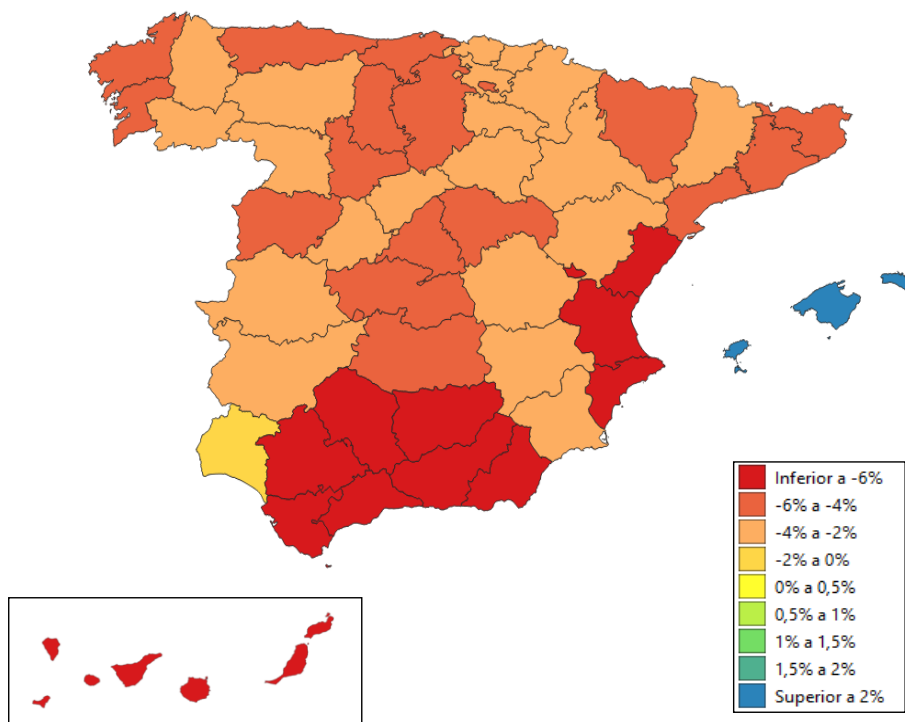 Inferior a -6%
-6% a -4%
-4% a -2%
-2% a 0%
0% a 0,5%
0,5% a 1%
1% a 1,5%
1,5% a 2%
Superior a 2%